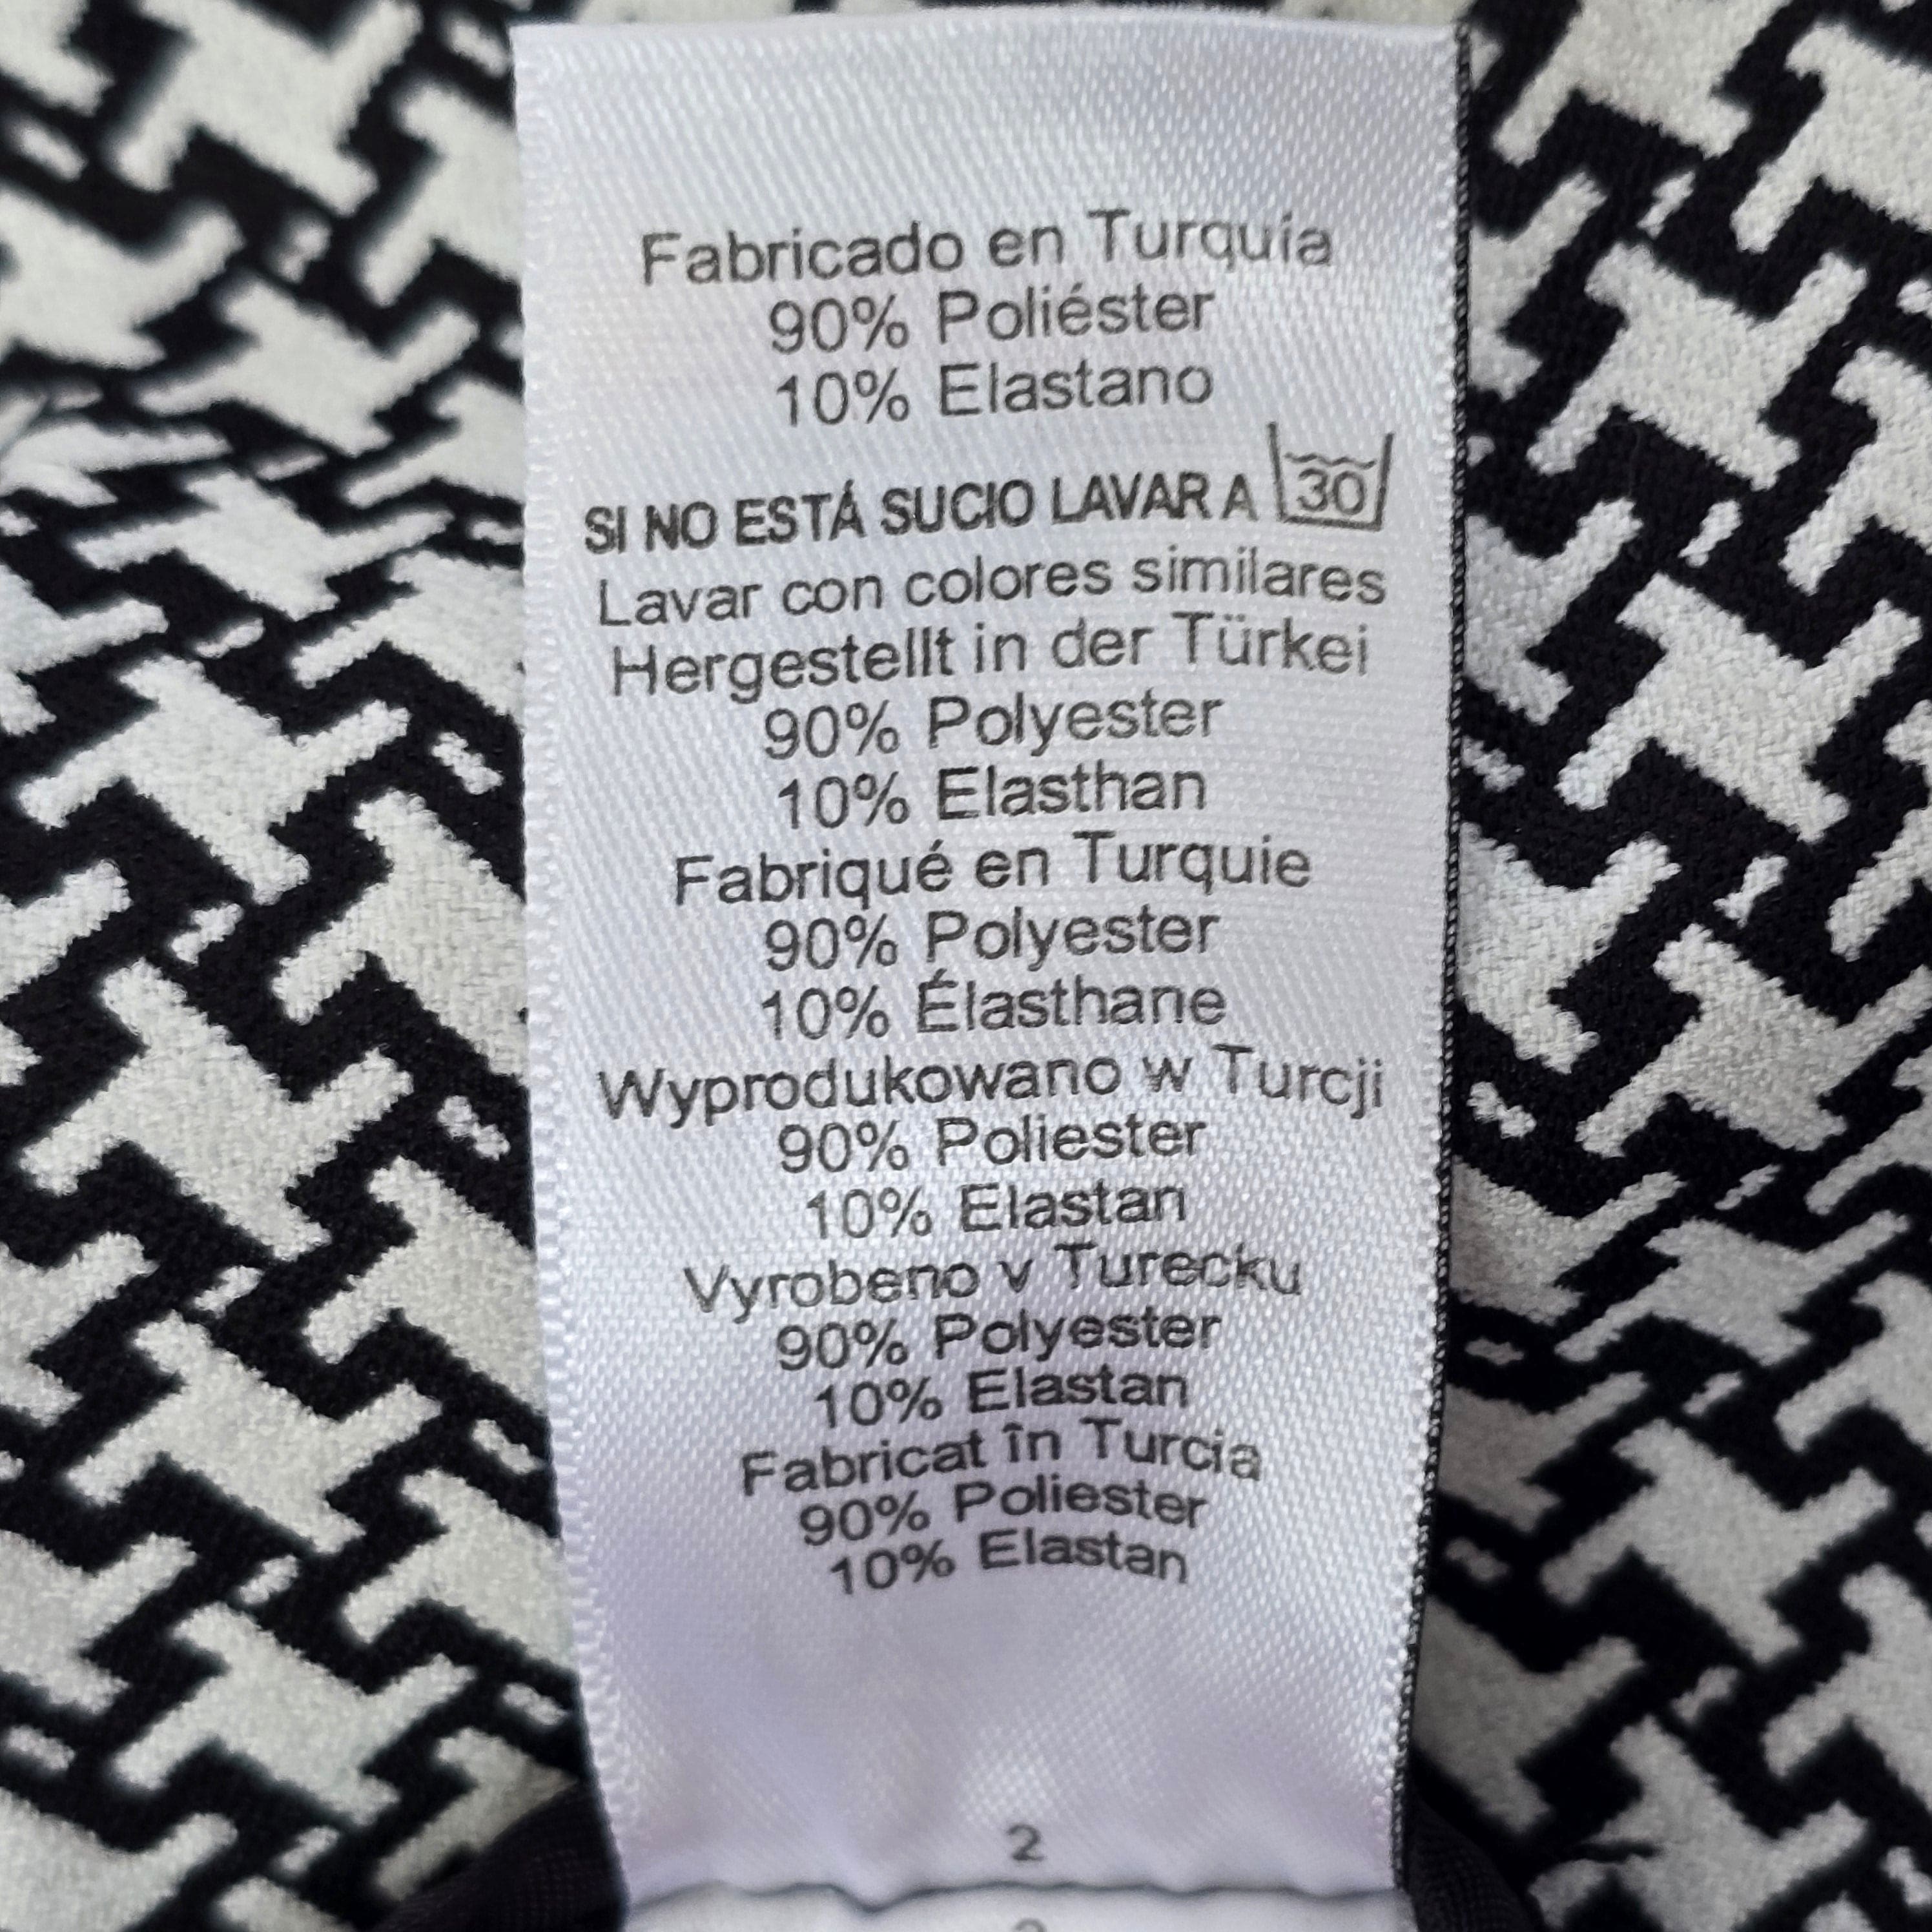 Fabricado en Turquía
90% Poliéster
10% Elastano
SI NO ESTÁ SUCIO LAVAR A 30
Lavar con colores similares
Hergestellt in der Türkei
90% Polyester
10% Elasthan
Fabriqué en Turquie
90% Polyester
10% Élasthane
Wyprodukowano w Turcji
90% Poliester
10% Elastan
Vyrobeno v Turecku
90% Polyester
10% Elastan
Fabricat în Turcia
90% Poliester
10% Elastan
2